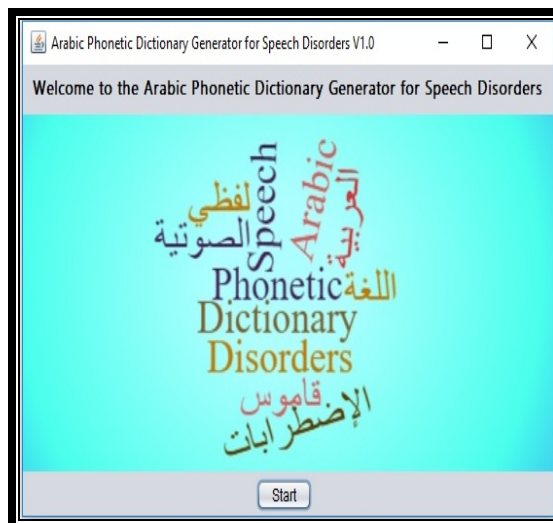 Arabic Phonetic Dictionary Generator for Speech Disorders V1.0
Welcome to the Arabic Phonetic Dictionary Generator for Speech Disorders
Speech
Arabic
العربية
لفظي
الصوتية
Phonetic
اللغة
Dictionary
Disorders
قاموس
الإضطرابات
Start